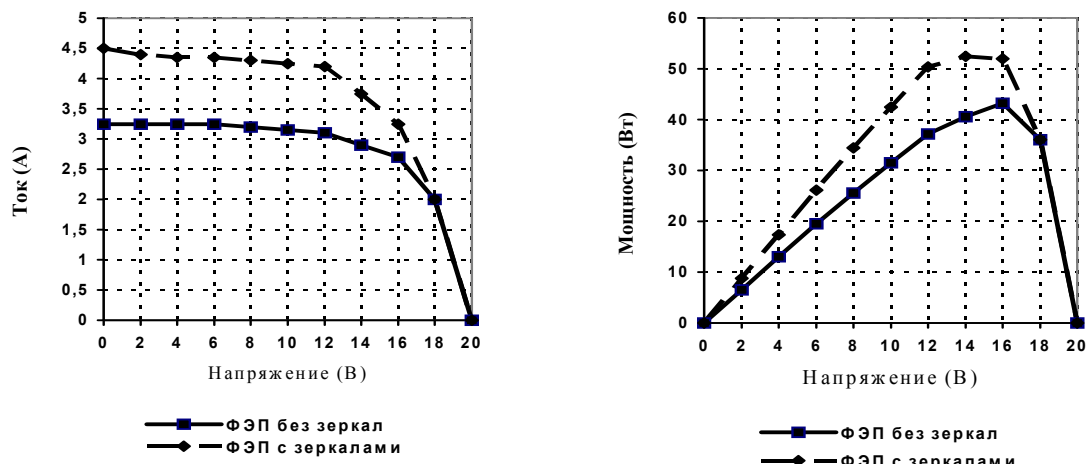 5
4,5
4
3,5
3
2,5
2
1,5
1
0,5
0
Ток (А)
0 2 4 6 8 10 12 14 16 18 20
Напряжение (В)
ФЭП без зеркал
ФЭП с зеркалами
60
50
40
30
20
10
0
Мощность (Вт)
0 2 4 6 8 10 12 14 16 18 20
Напряжение (В)
ФЭП без зеркал
ФЭП с зеркалами